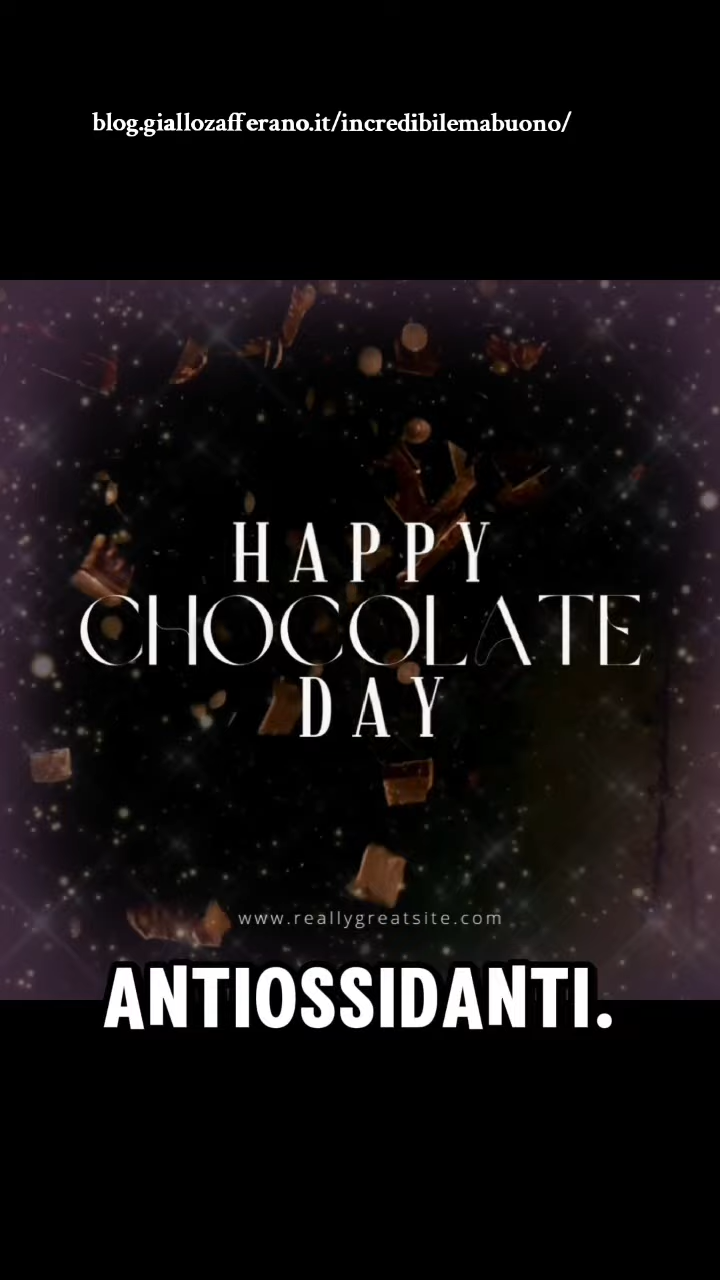 blog.giallozafferano.it/incredibilemabuono/
HAPPY
CHOCOLATE
DAY
www.reallygreatsite.com
ANTIOSSIDANTI.